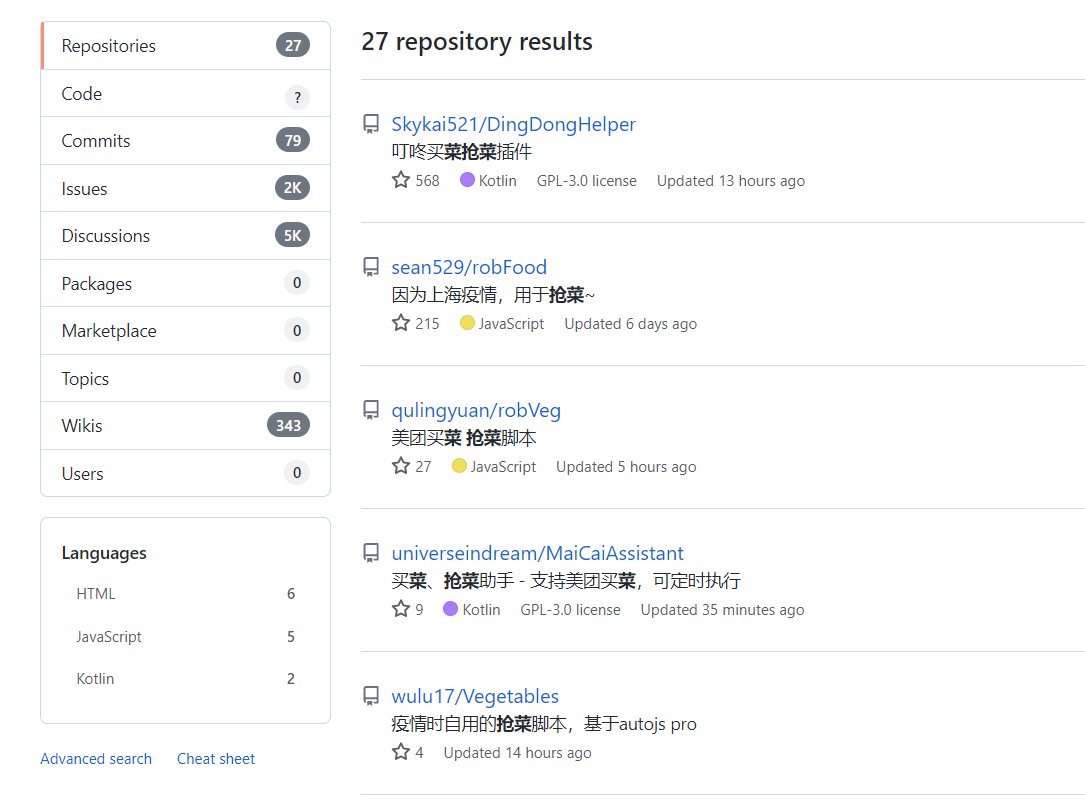 Repositories 27
Code ?
Commits 79
Issues 2K
Discussions 5K
Packages 0
Marketplace 0
Topics 0
Wikis 343
Users 0
Languages
HTML 6
JavaScript 5
Kotlin 2
Advanced search Cheat sheet
27 repository results
Skykai521/DingDongHelper
叮咚买菜抢菜插件
568 Kotlin GPL-3.0 license Updated 13 hours ago
sean529/robFood
因为上海疫情，用于抢菜~
215 JavaScript Updated 6 days ago
qulingyuan/robVeg
美团买菜 抢菜脚本
27 JavaScript Updated 5 hours ago
universeindream/MaiCaiAssistant
买菜、抢菜助手 - 支持美团买菜，可定时执行
9 Kotlin GPL-3.0 license Updated 35 minutes ago
wulu17/Vegetables
疫情时自用的抢菜脚本，基于autojs pro
4 Updated 14 hours ago